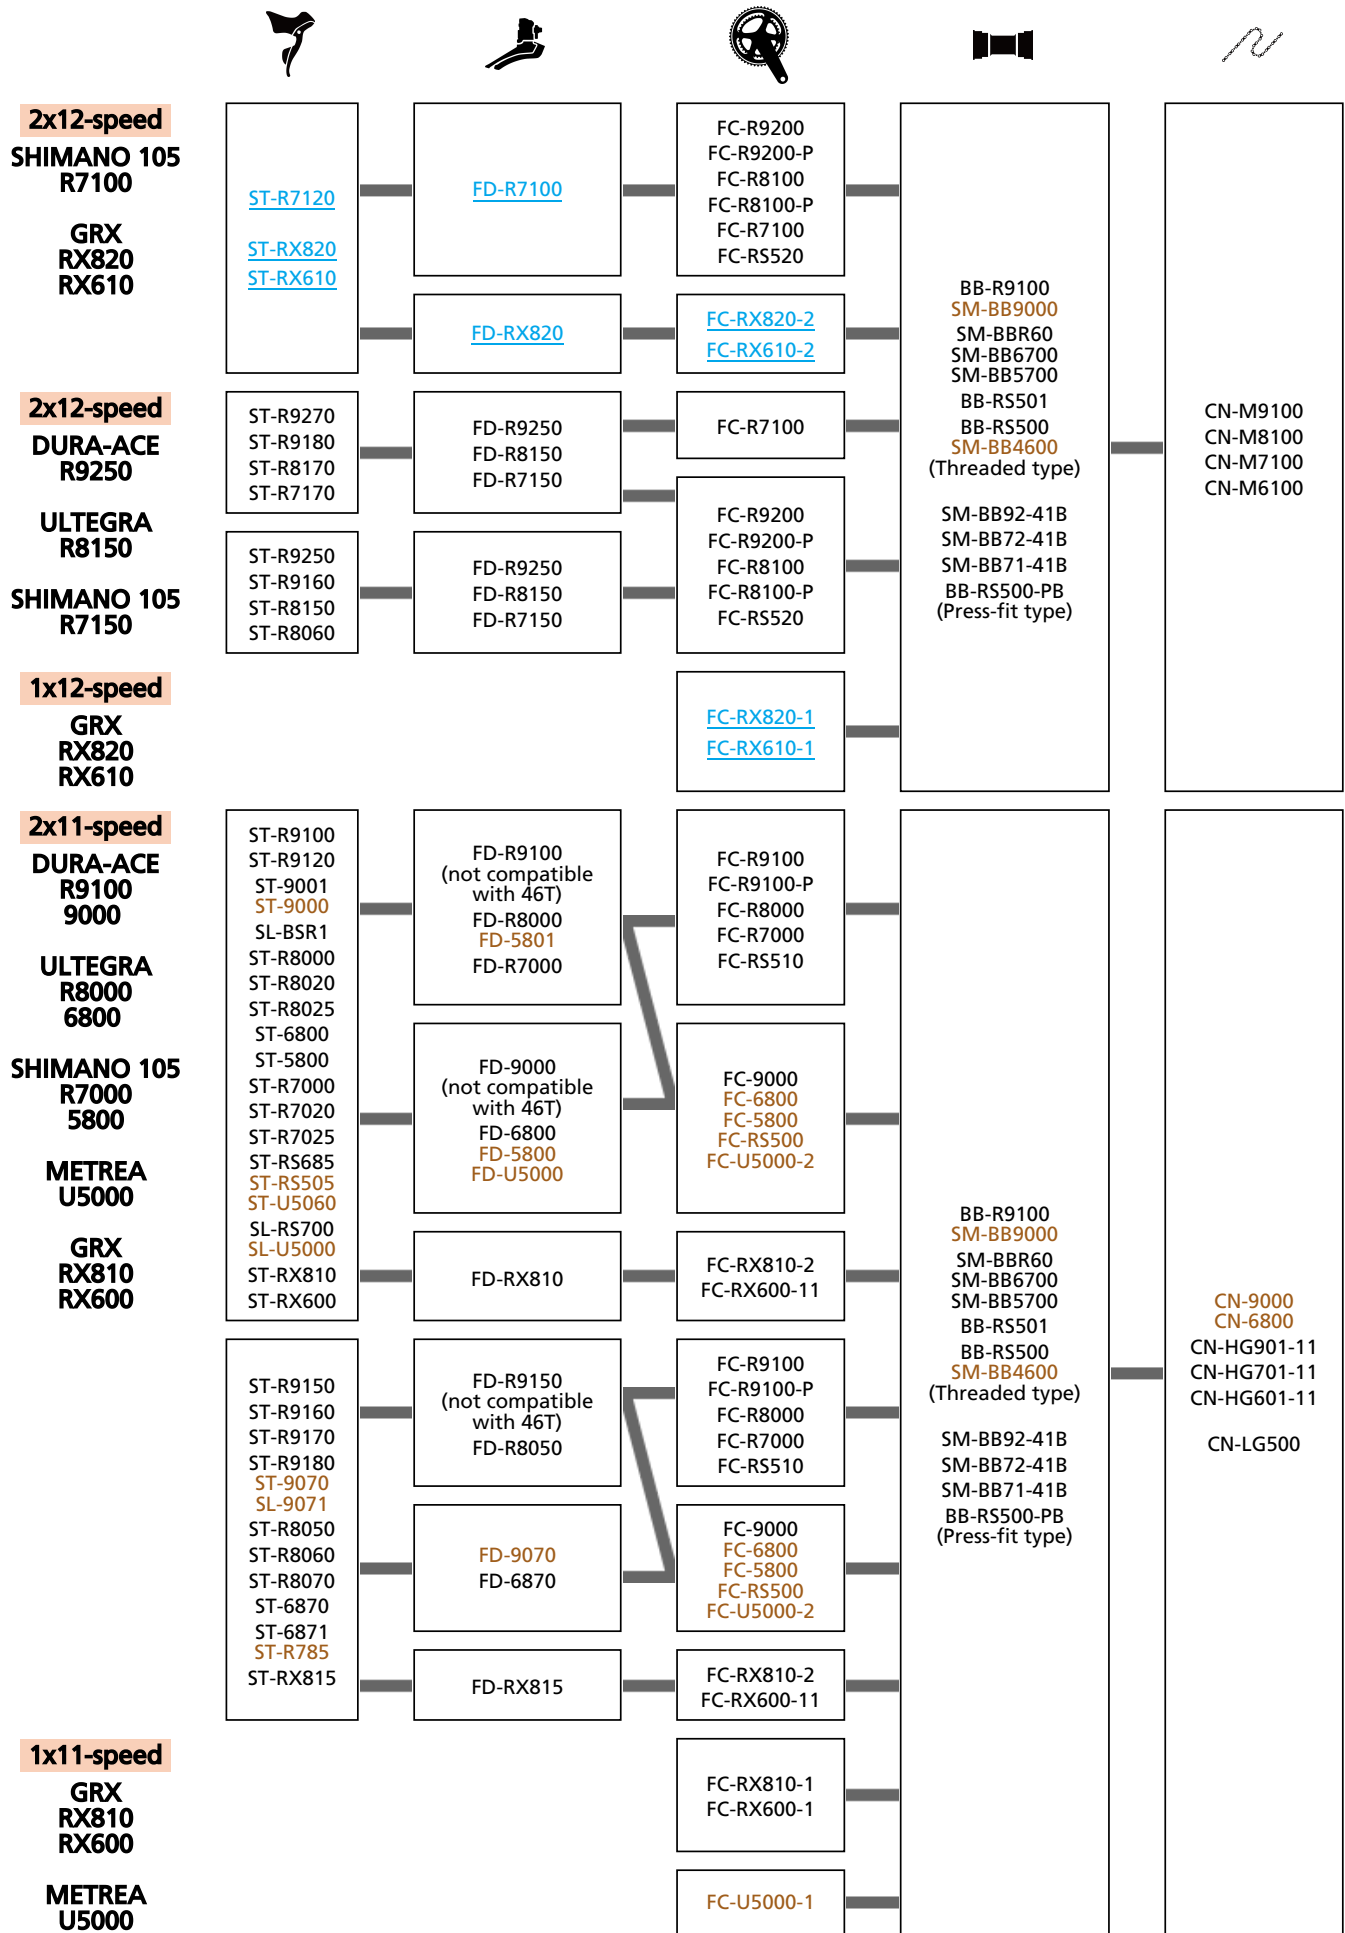 2x12-speed
SHIMANO 105
R7100
GRX
RX820
RX610
ST-R7120
ST-RX820
ST-RX610
FD-R7100
FC-R9200
FC-R9200-P
FC-R8100
FC-R8100-P
FC-R7100
FC-RS520
FD-RX820
FC-RX820-2
FC-RX610-2
BB-R9100
SM-BB9000
SM-BBR60
SM-BB6700
SM-BB5700
BB-RS501
BB-RS500
SM-BB4600
(Threaded type)
SM-BB92-41B
SM-BB72-41B
SM-BB71-41B
BB-RS500-PB
(Press-fit type)
CN-M9100
CN-M8100
CN-M7100
CN-M6100
2x12-speed
DURA-ACE
R9250
ULTEGRA
R8150
SHIMANO 105
R7150
ST-R9270
ST-R9180
ST-R8170
ST-R7170
FD-R9250
FD-R8150
FD-R7150
FC-R7100
ST-R9250
ST-R9160
ST-R8150
ST-R8060
FD-R9250
FD-R8150
FD-R7150
FC-R9200
FC-R9200-P
FC-R8100
FC-R8100-P
FC-RS520
1x12-speed
GRX
RX820
RX610
FC-RX820-1
FC-RX610-1
2x11-speed
DURA-ACE
R9100
9000
ULTEGRA
R8000
6800
SHIMANO 105
R7000
5800
METREA
U5000
GRX
RX810
RX600
ST-R9100
ST-R9120
ST-9001
ST-9000
SL-BSR1
ST-R8000
ST-R8020
ST-R8025
ST-6800
ST-5800
ST-R7000
ST-R7020
ST-R7025
ST-RS685
ST-RS505
ST-U5060
SL-RS700
SL-U5000
ST-RX810
ST-RX600
FD-R9100
(not compatible
with 46T)
FD-R8000
FD-5801
FD-R7000
FC-R9100
FC-R9100-P
FC-R8000
FC-R7000
FC-RS510
FD-9000
(not compatible
with 46T)
FD-6800
FD-5800
FD-U5000
FC-9000
FC-6800
FC-5800
FC-RS500
FC-U5000-2
FD-RX810
FC-RX810-2
FC-RX600-11
BB-R9100
SM-BB9000
SM-BBR60
SM-BB6700
SM-BB5700
BB-RS501
BB-RS500
SM-BB4600
(Threaded type)
SM-BB92-41B
SM-BB72-41B
SM-BB71-41B
BB-RS500-PB
(Press-fit type)
CN-9000
CN-6800
CN-HG901-11
CN-HG701-11
CN-HG601-11
CN-LG500
ST-R9150
ST-R9160
ST-R9170
ST-R9180
ST-9070
SL-9071
ST-R8050
ST-R8060
ST-R8070
ST-6870
ST-6871
ST-R785
ST-RX815
FD-R9150
(not compatible
with 46T)
FD-R8050
FC-R9100
FC-R9100-P
FC-R8000
FC-R7000
FC-RS510
FD-9070
FD-6870
FC-9000
FC-6800
FC-5800
FC-RS500
FC-U5000-2
FD-RX815
FC-RX810-2
FC-RX600-11
1x11-speed
GRX
RX810
RX600
FC-RX810-1
FC-RX600-1
METREA
U5000
FC-U5000-1